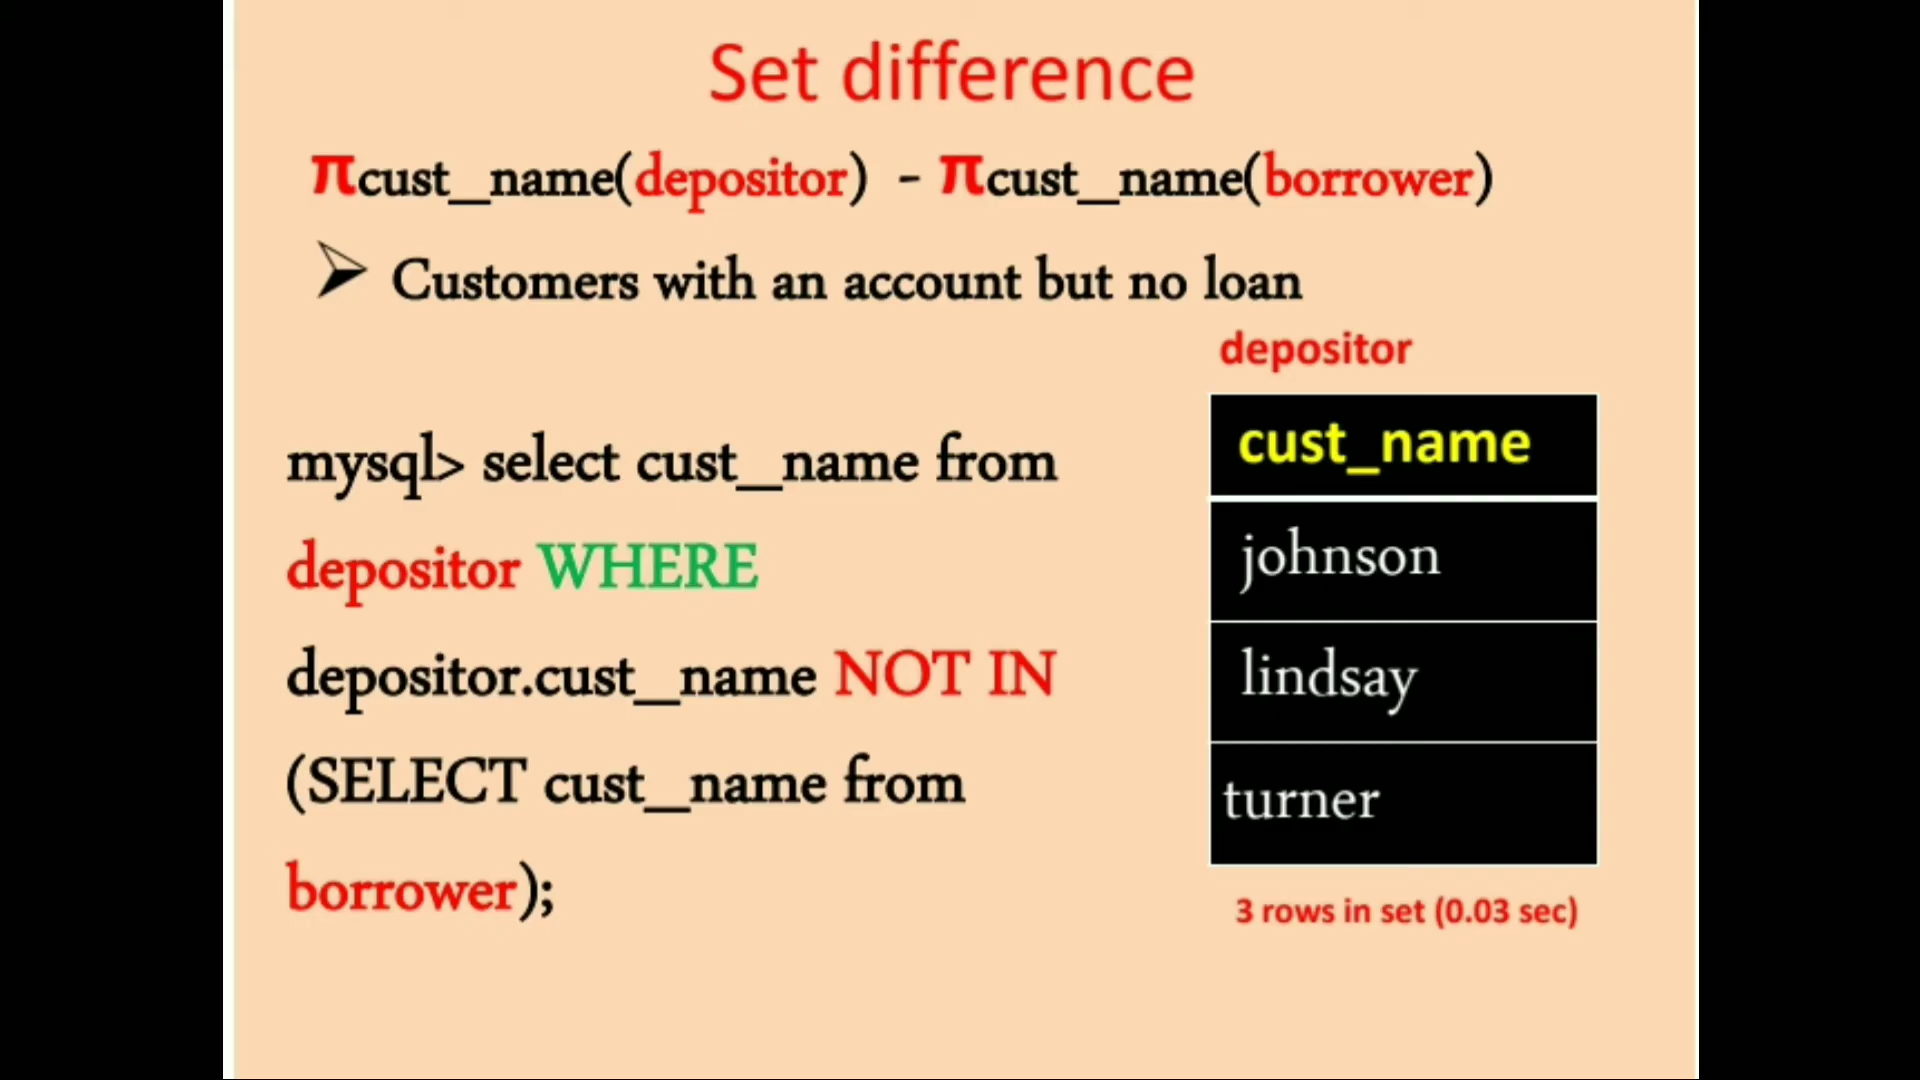 Set difference
πcust_name(depositor) - πcust_name(borrower)
➢ Customers with an account but no loan
mysql> select cust_name from
depositor WHERE
depositor.cust_name NOT IN
(SELECT cust_name from
borrower);
depositor
cust_name
johnson
lindsay
turner
3 rows in set (0.03 sec)